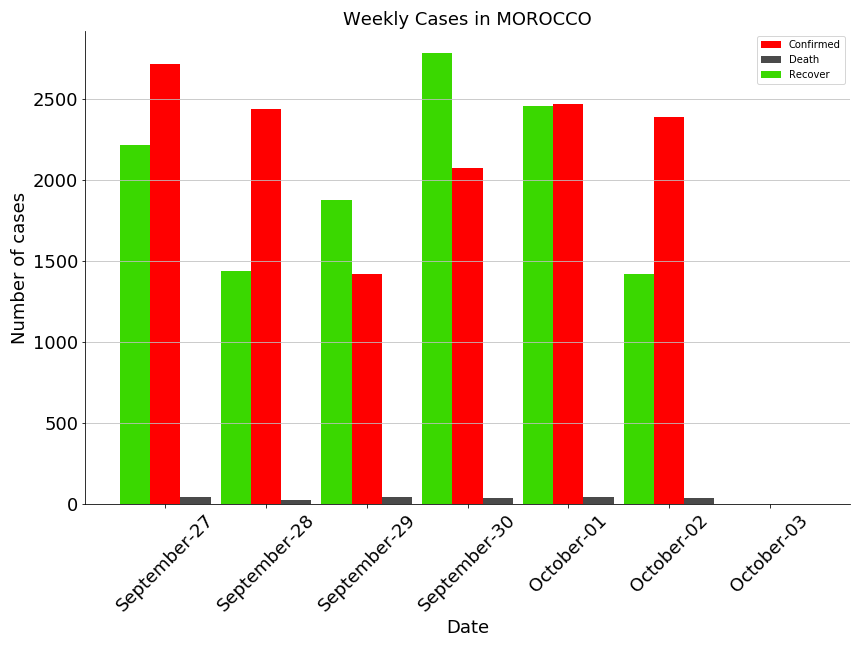 Weekly Cases in MOROCCO
Confirmed
Death
Recover
Number of cases
2500
2000
1500
1000
500
0
September-27
September-28
September-29
September-30
October-01
October-02
October-03
Date